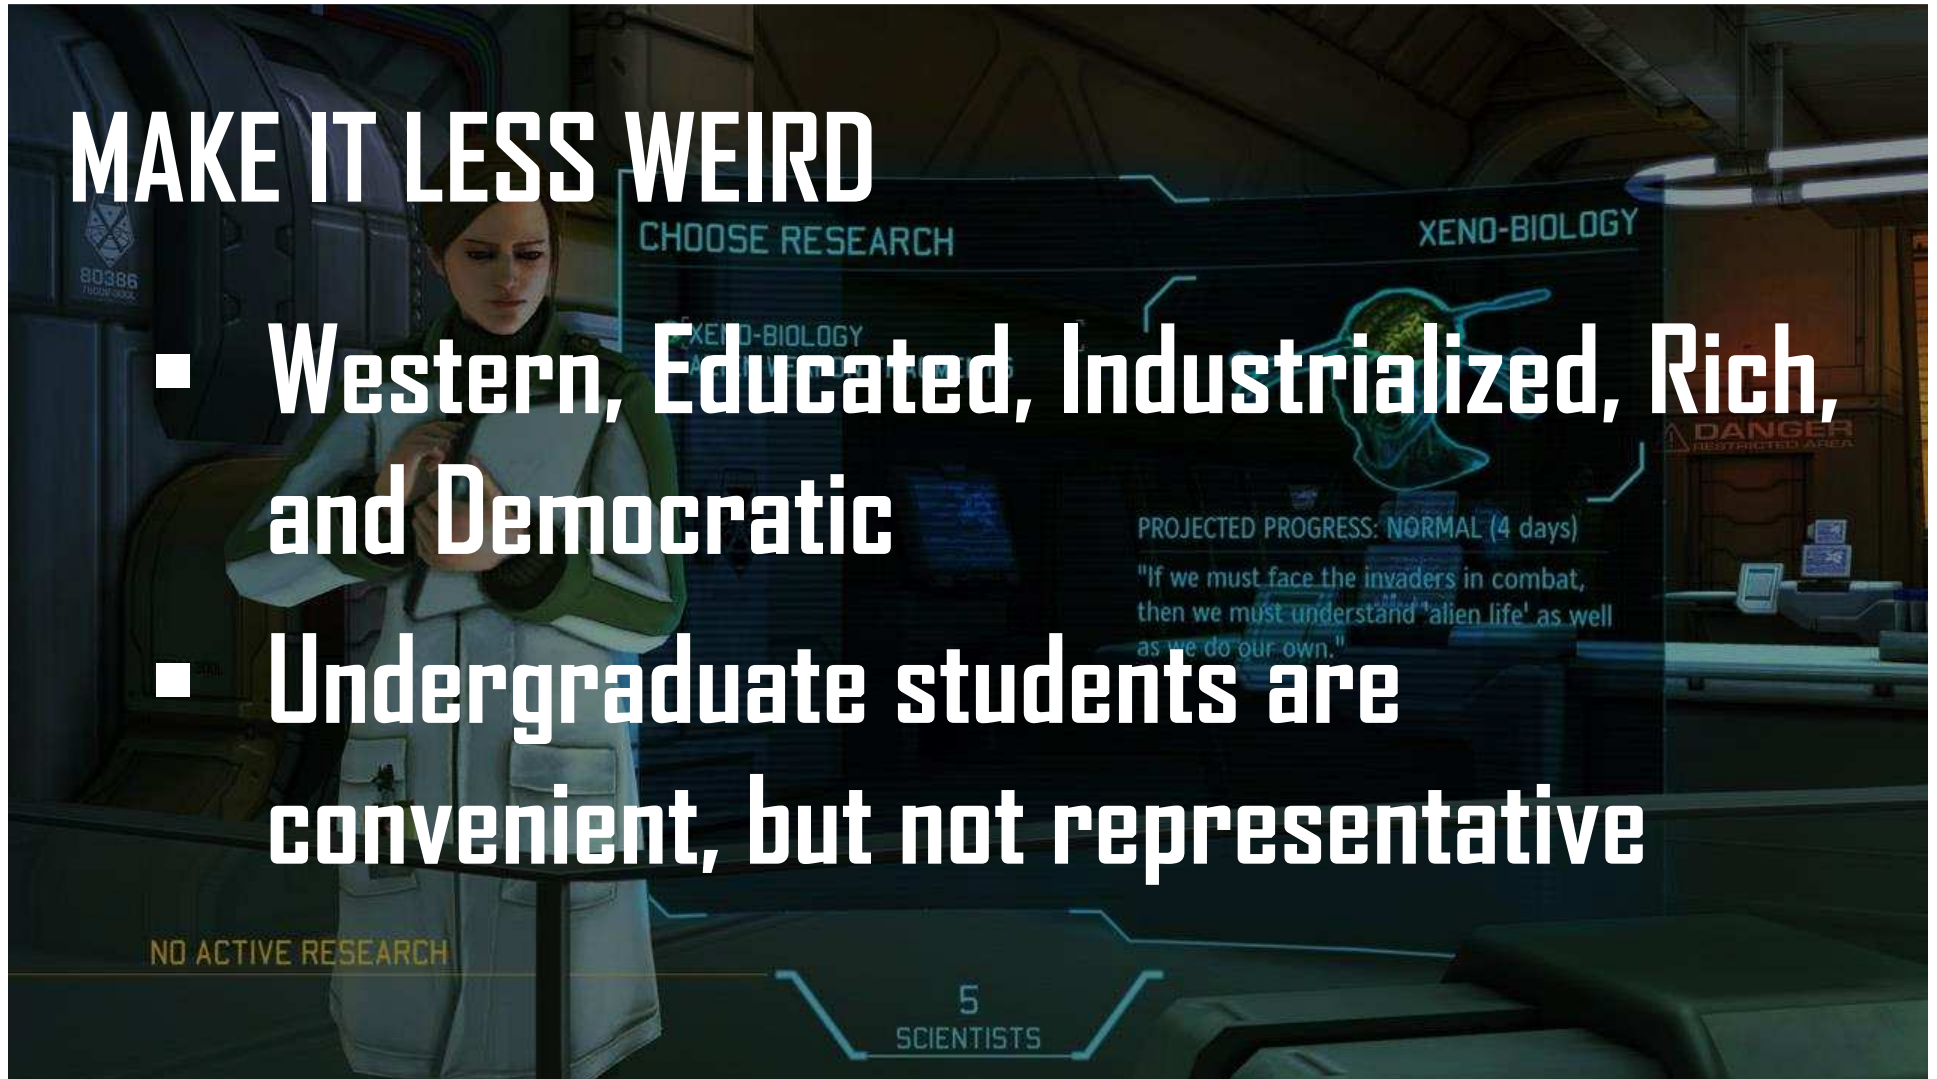 MAKE IT LESS WEIRD
CHOOSE RESEARCH
XENO-BIOLOGY
80386
XENO-BIOLOGY
▪ Western, Educated, Industrialized, Rich,
and Democratic
DANGER
RESTRICTED AREA
PROJECTED PROGRESS: NORMAL (4 days)
"If we must face the invaders in combat,
then we must understand 'alien life' as well
as we do our own."
▪ Undergraduate students are
convenient, but not representative
NO ACTIVE RESEARCH
5
SCIENTISTS